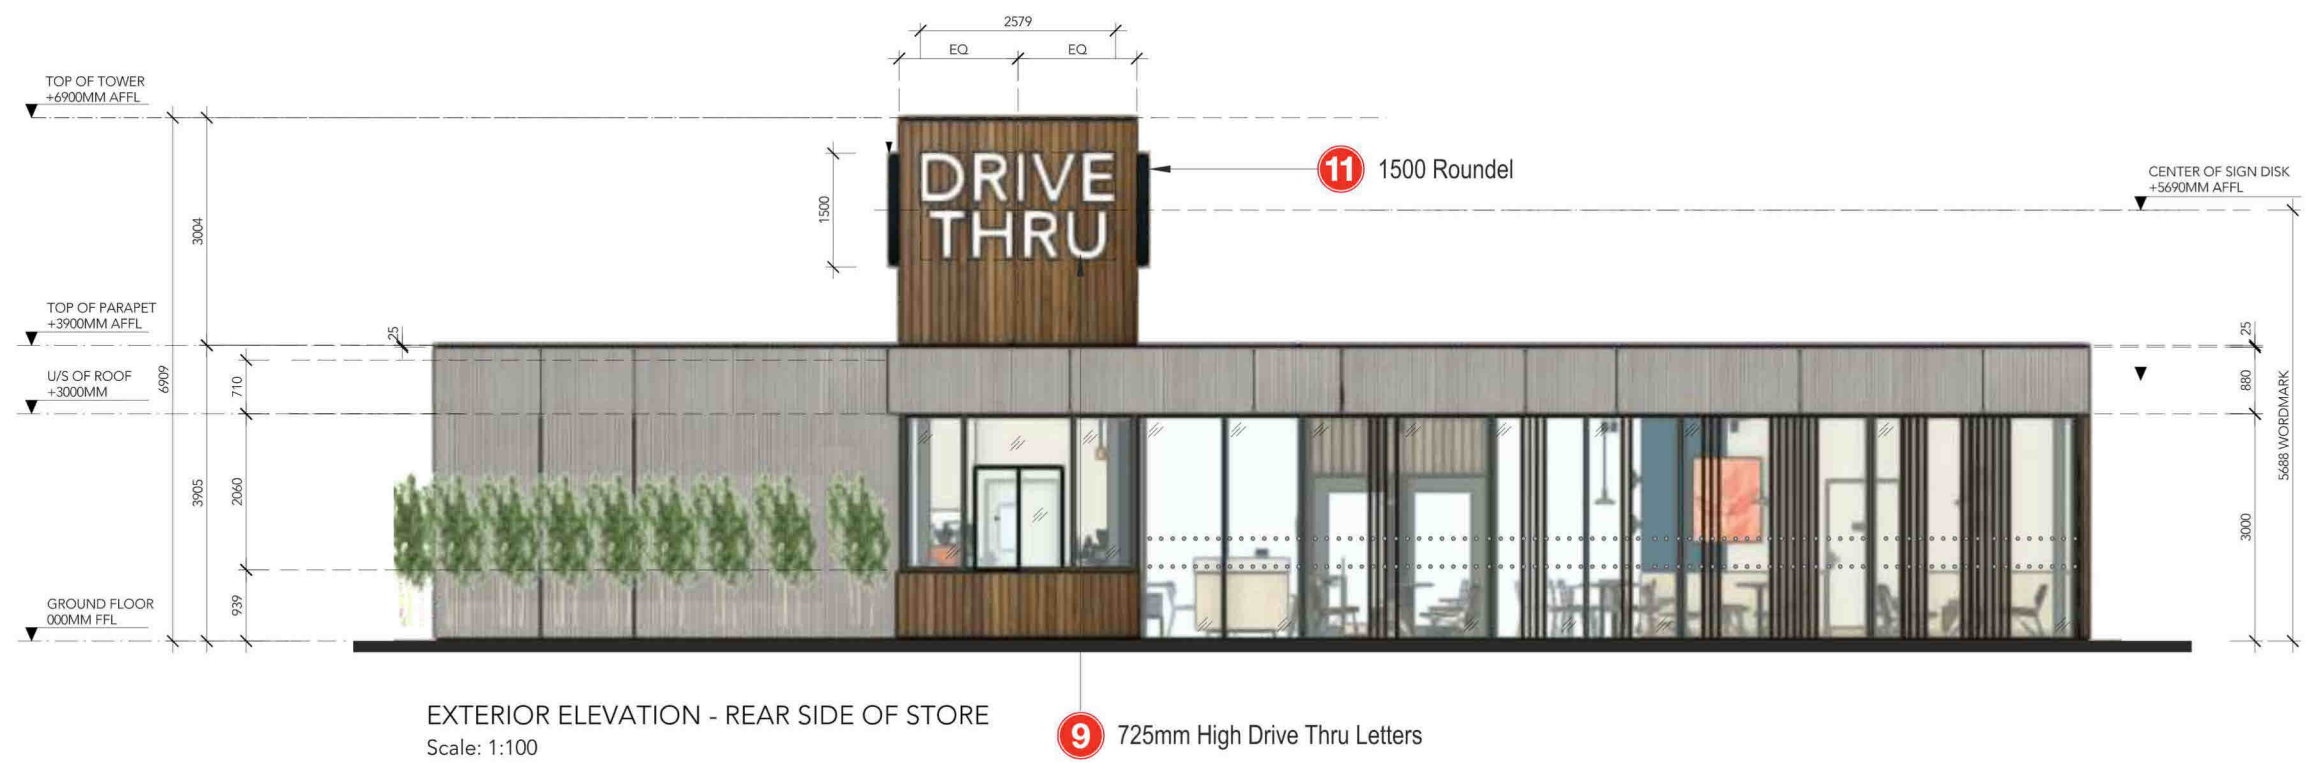 2579
EQ
EQ
TOP OF TOWER
+6900MM AFFL
DRIVE
THRU
11 1500 Roundel
CENTER OF SIGN DISK
+5690MM AFFL
1500
3004
TOP OF PARAPET
+3900MM AFFL
25
25
U/S OF ROOF
+3000MM
6909
710
880
5688 WORDMARK
3905
2060
3000
GROUND FLOOR
000MM FFL
939
EXTERIOR ELEVATION - REAR SIDE OF STORE
Scale: 1:100
9 725mm High Drive Thru Letters